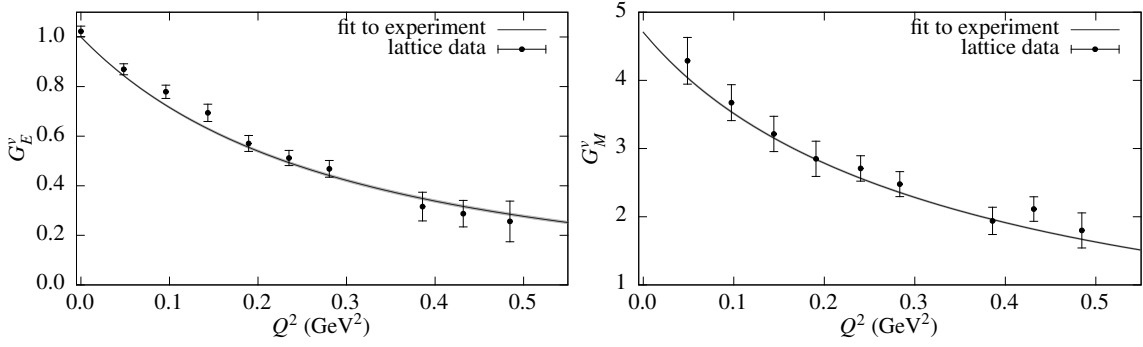 fit to experiment
lattice data
1.0
0.8
0.6
0.4
0.2
0.0
G_E^v
0.0 0.1 0.2 0.3 0.4 0.5
Q^2 (GeV^2)
fit to experiment
lattice data
5
4
3
2
1
G_M^v
0.0 0.1 0.2 0.3 0.4 0.5
Q^2 (GeV^2)